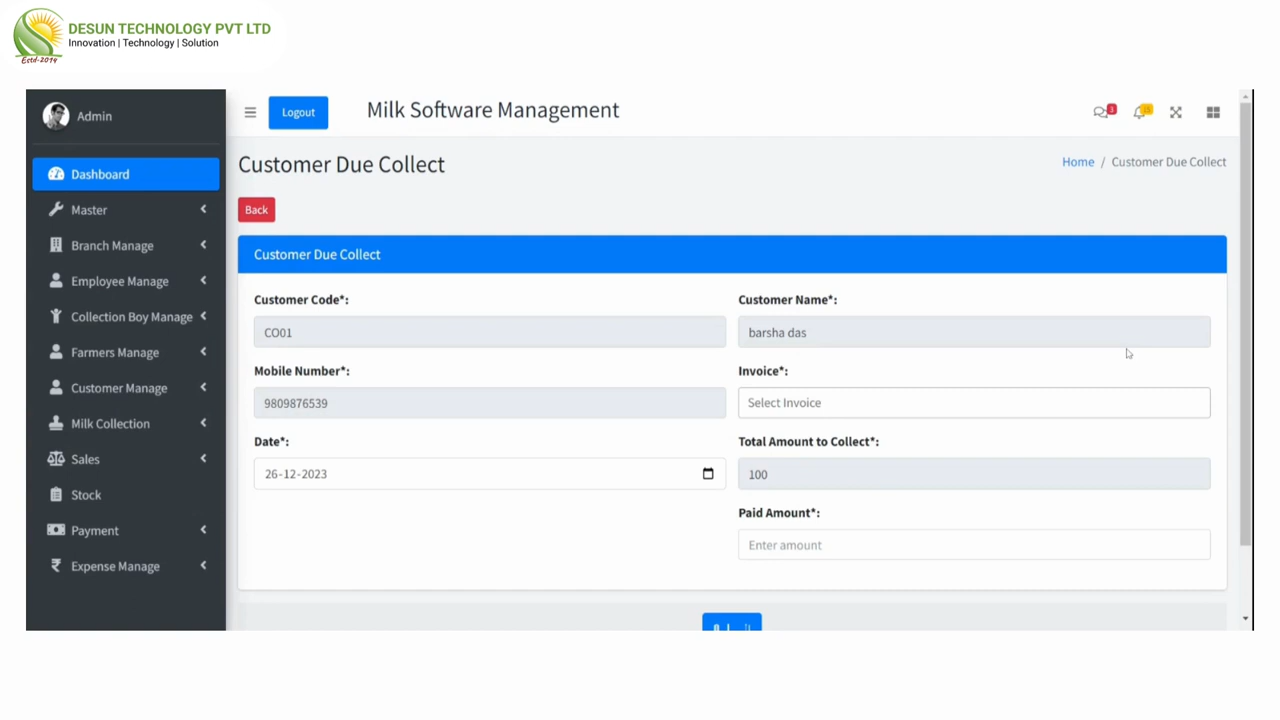 DESUN TECHNOLOGY PVT LTD
Innovation | Technology | Solution
Estd-2014
Admin
Logout
Milk Software Management
3
15
Dashboard
Master
Branch Manage
Employee Manage
Collection Boy Manage
Farmers Manage
Customer Manage
Milk Collection
Sales
Stock
Payment
Expense Manage
Customer Due Collect
Home / Customer Due Collect
Back
Customer Due Collect
Customer Code*:
CO01
Customer Name*:
barsha das
Mobile Number*:
9809876539
Invoice*:
Select Invoice
Date*:
26-12-2023
Total Amount to Collect*:
100
Paid Amount*:
Enter amount